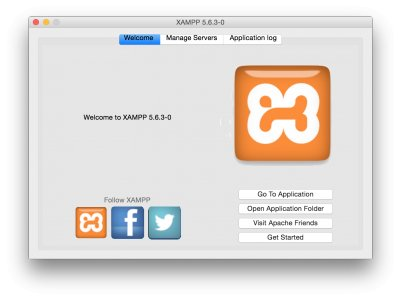 XAMPP 5.6.3-0
Welcome
Manage Servers
Application log
Welcome to XAMPP 5.6.3-0
Follow XAMPP
Go To Application
Open Application Folder
Visit Apache Friends
Get Started